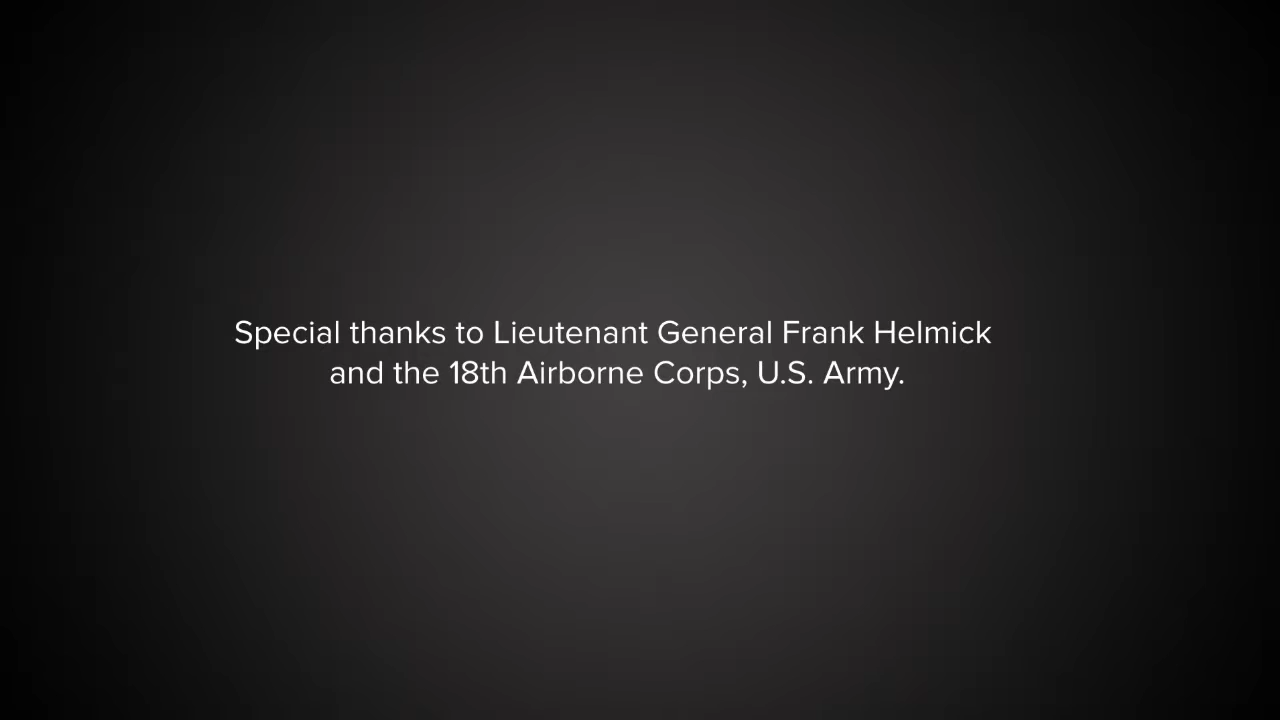 Special thanks to Lieutenant General Frank Helmick
and the 18th Airborne Corps, U.S. Army.